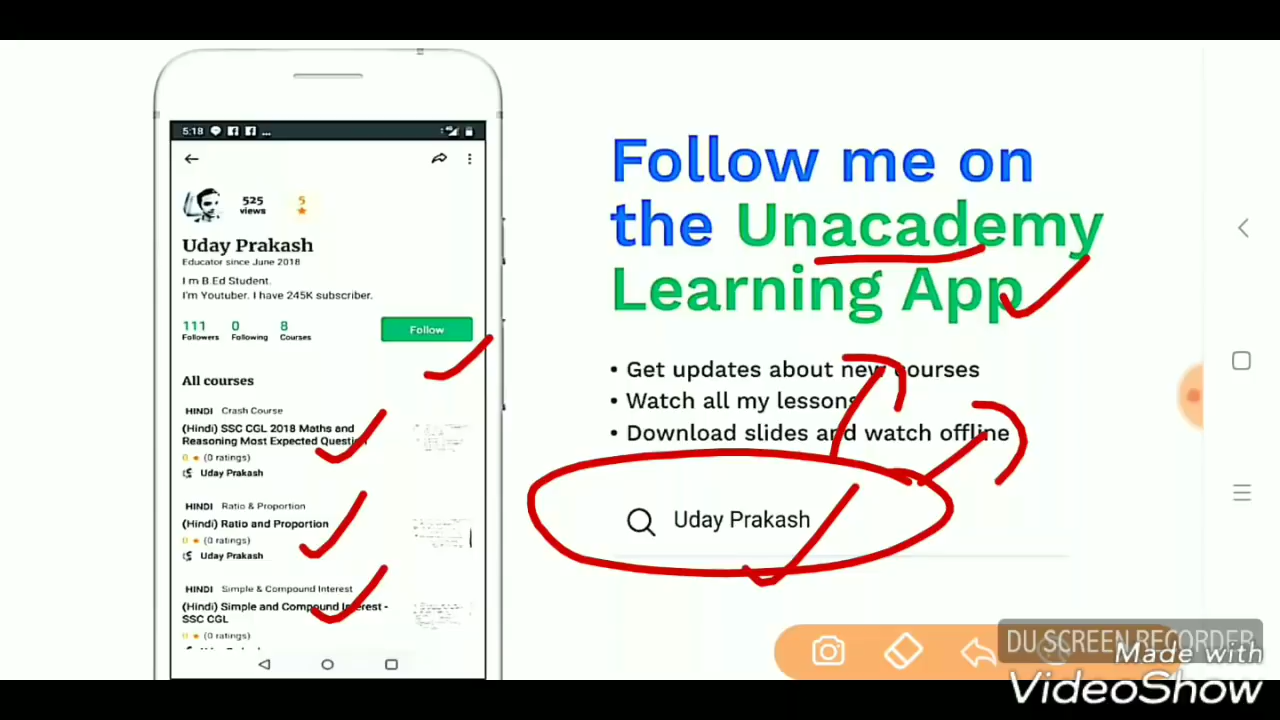 5:18
...
525
views
5
Uday Prakash
Educator since June 2018
I m B.Ed Student.
I'm Youtuber. I have 245K subscriber.
111
Followers
0
Following
8
Courses
Follow
All courses
HINDI Crash Course
(Hindi) SSC CGL 2018 Maths and
Reasoning Most Expected Question
0 ★ (0 ratings)
Uday Prakash
HINDI Ratio & Proportion
(Hindi) Ratio and Proportion
0 ★ (0 ratings)
Uday Prakash
HINDI Simple & Compound Interest
(Hindi) Simple and Compound Interest -
SSC CGL
0 ★ (0 ratings)
Follow me on
the Unacademy
Learning App
• Get updates about new courses
• Watch all my lessons
• Download slides and watch offline
Uday Prakash
DU SCREEN RECORDER
Made with
VideoShow